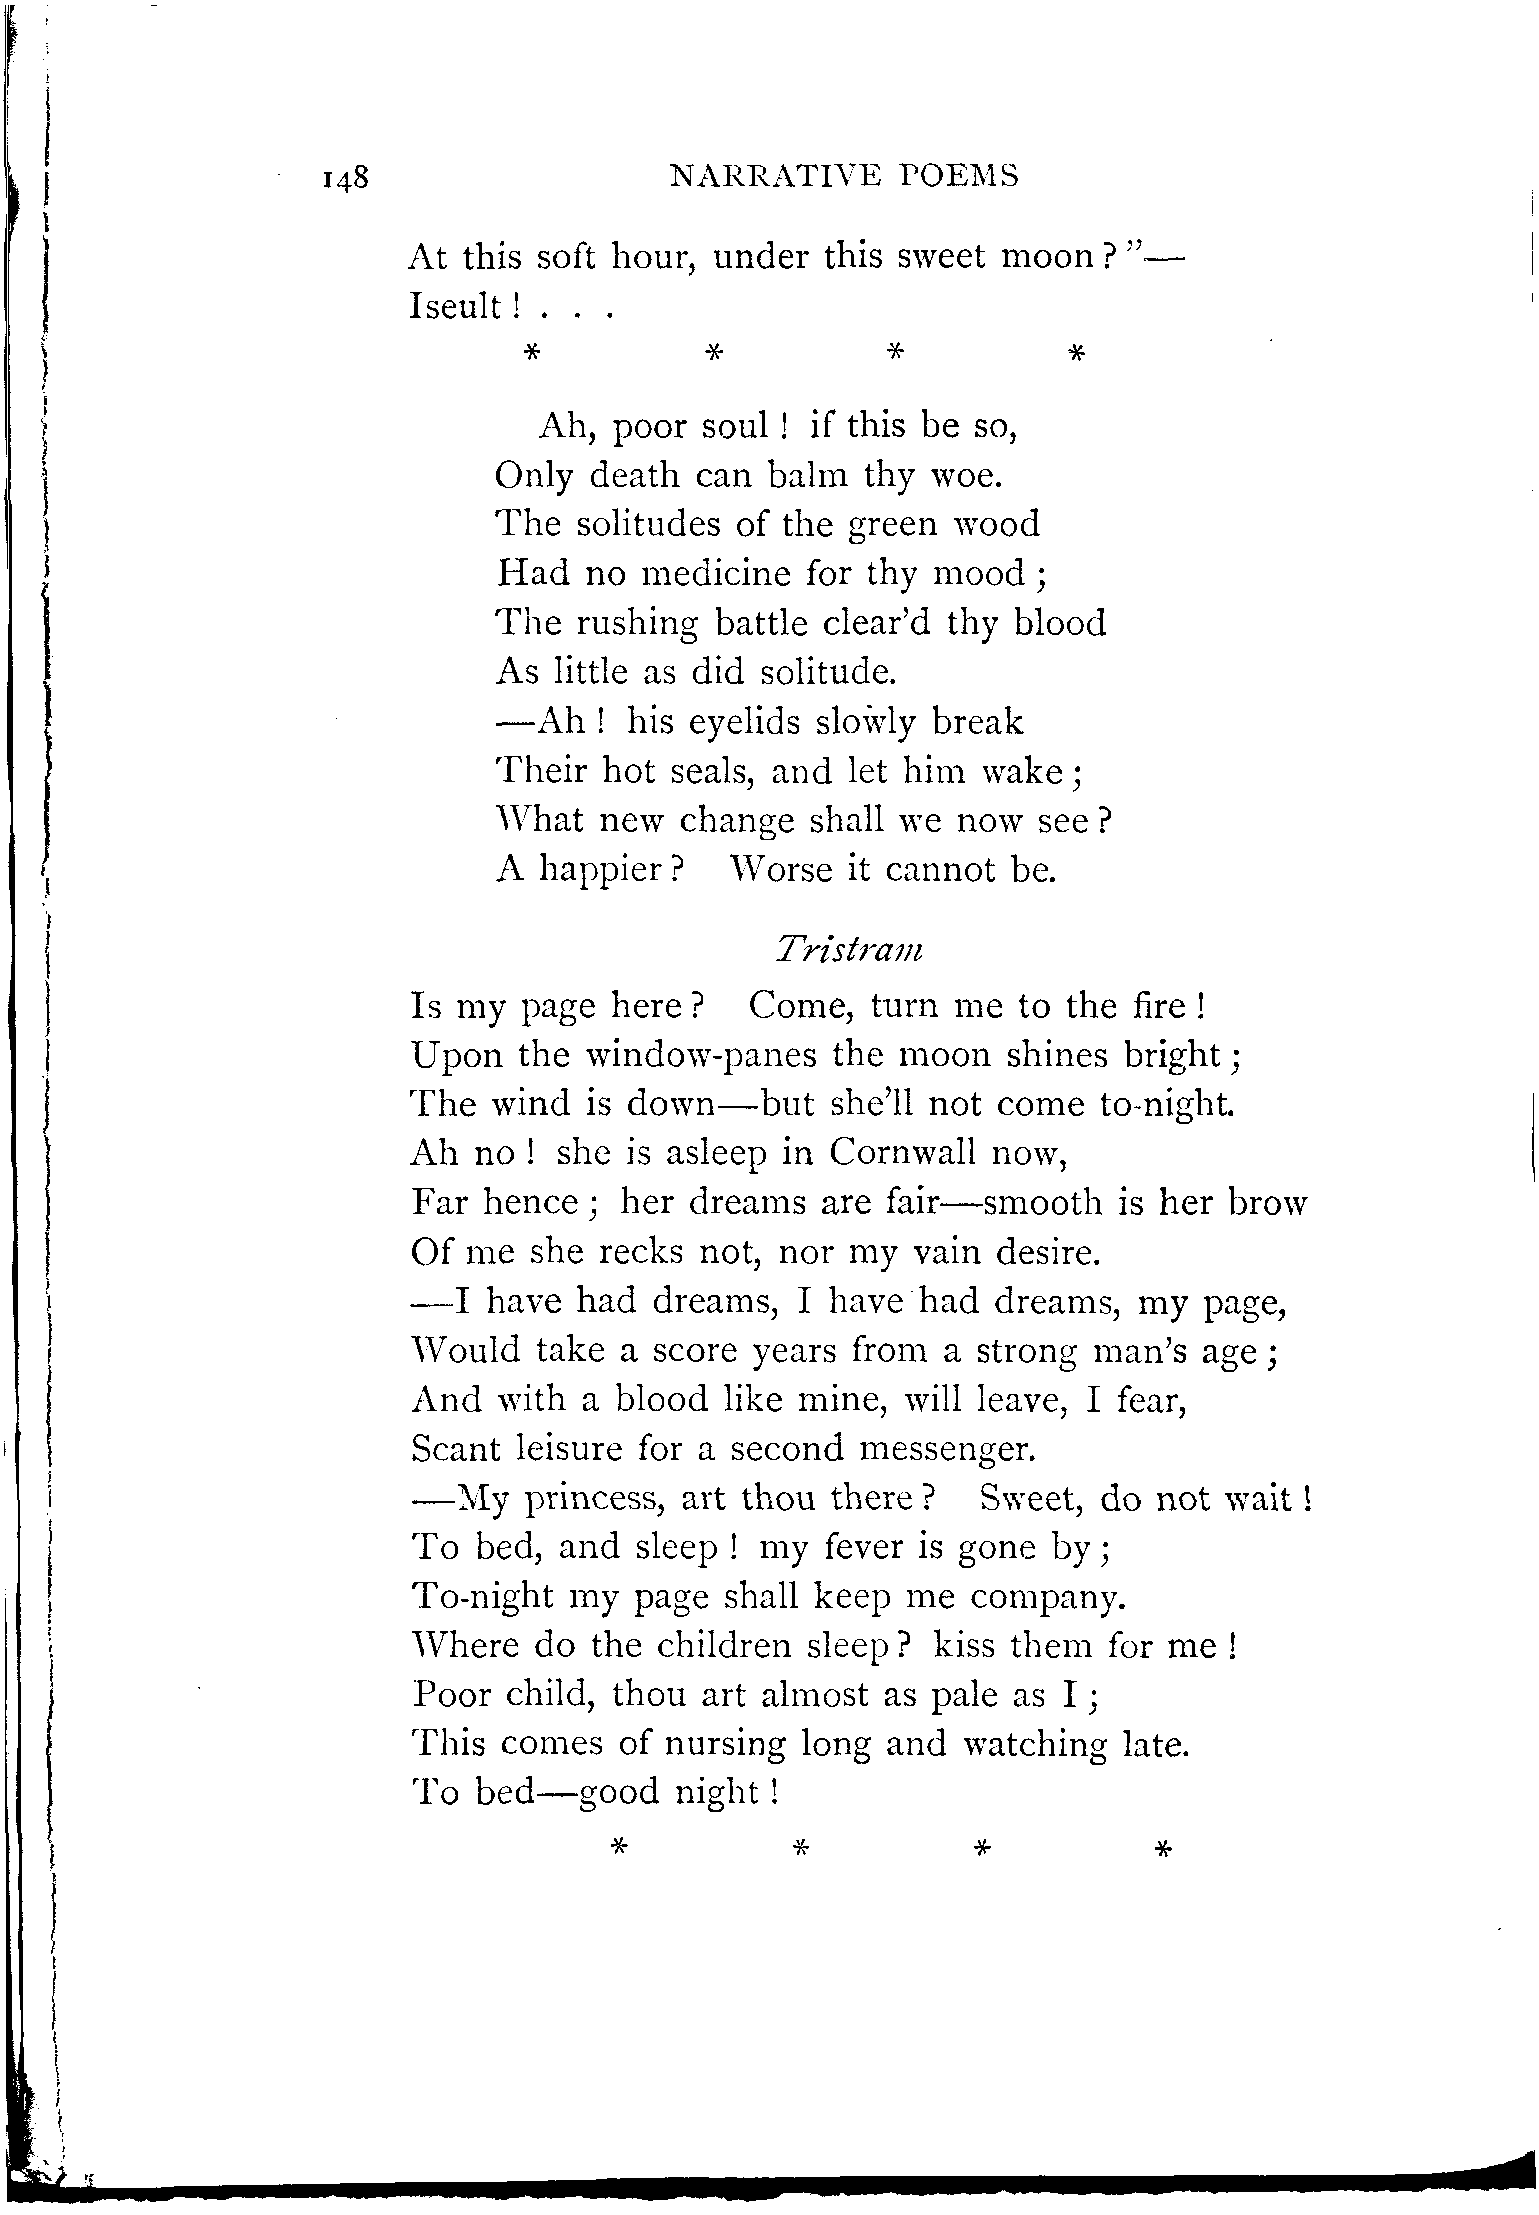 148 NARRATIVE POEMS
At this soft hour, under this sweet moon?"—
Iseult! . . .
* * * *
Ah, poor soul! if this be so,
Only death can balm thy woe.
The solitudes of the green wood
Had no medicine for thy mood;
The rushing battle clear'd thy blood
As little as did solitude.
—Ah! his eyelids slowly break
Their hot seals, and let him wake;
What new change shall we now see?
A happier? Worse it cannot be.
Tristram
Is my page here? Come, turn me to the fire!
Upon the window-panes the moon shines bright;
The wind is down—but she'll not come to-night.
Ah no! she is asleep in Cornwall now,
Far hence; her dreams are fair—smooth is her brow
Of me she recks not, nor my vain desire.
—I have had dreams, I have had dreams, my page,
Would take a score years from a strong man's age;
And with a blood like mine, will leave, I fear,
Scant leisure for a second messenger.
—My princess, art thou there? Sweet, do not wait!
To bed, and sleep! my fever is gone by;
To-night my page shall keep me company.
Where do the children sleep? kiss them for me!
Poor child, thou art almost as pale as I;
This comes of nursing long and watching late.
To bed—good night!
* * * *